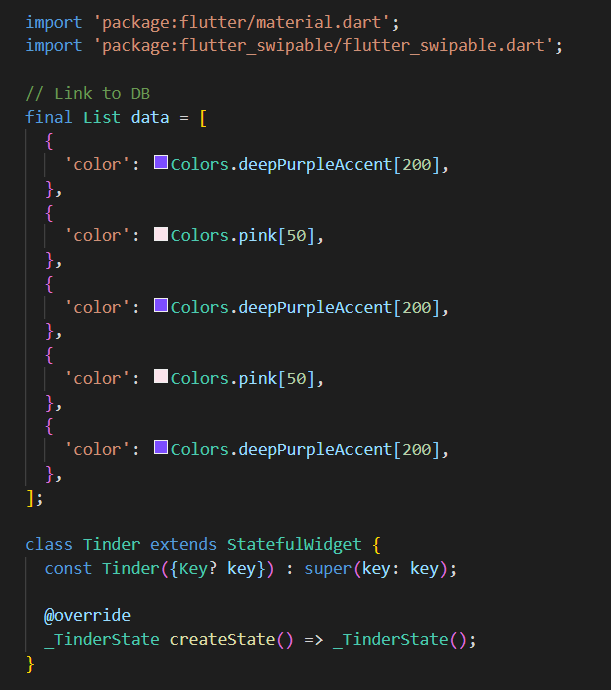 import 'package:flutter/material.dart';
import 'package:flutter_swipable/flutter_swipable.dart';

// Link to DB
final List data = [
  {
    'color': Colors.deepPurpleAccent[200],
  },
  {
    'color': Colors.pink[50],
  },
  {
    'color': Colors.deepPurpleAccent[200],
  },
  {
    'color': Colors.pink[50],
  },
  {
    'color': Colors.deepPurpleAccent[200],
  },
];

class Tinder extends StatefulWidget {
  const Tinder({Key? key}) : super(key: key);

  @override
  _TinderState createState() => _TinderState();
}